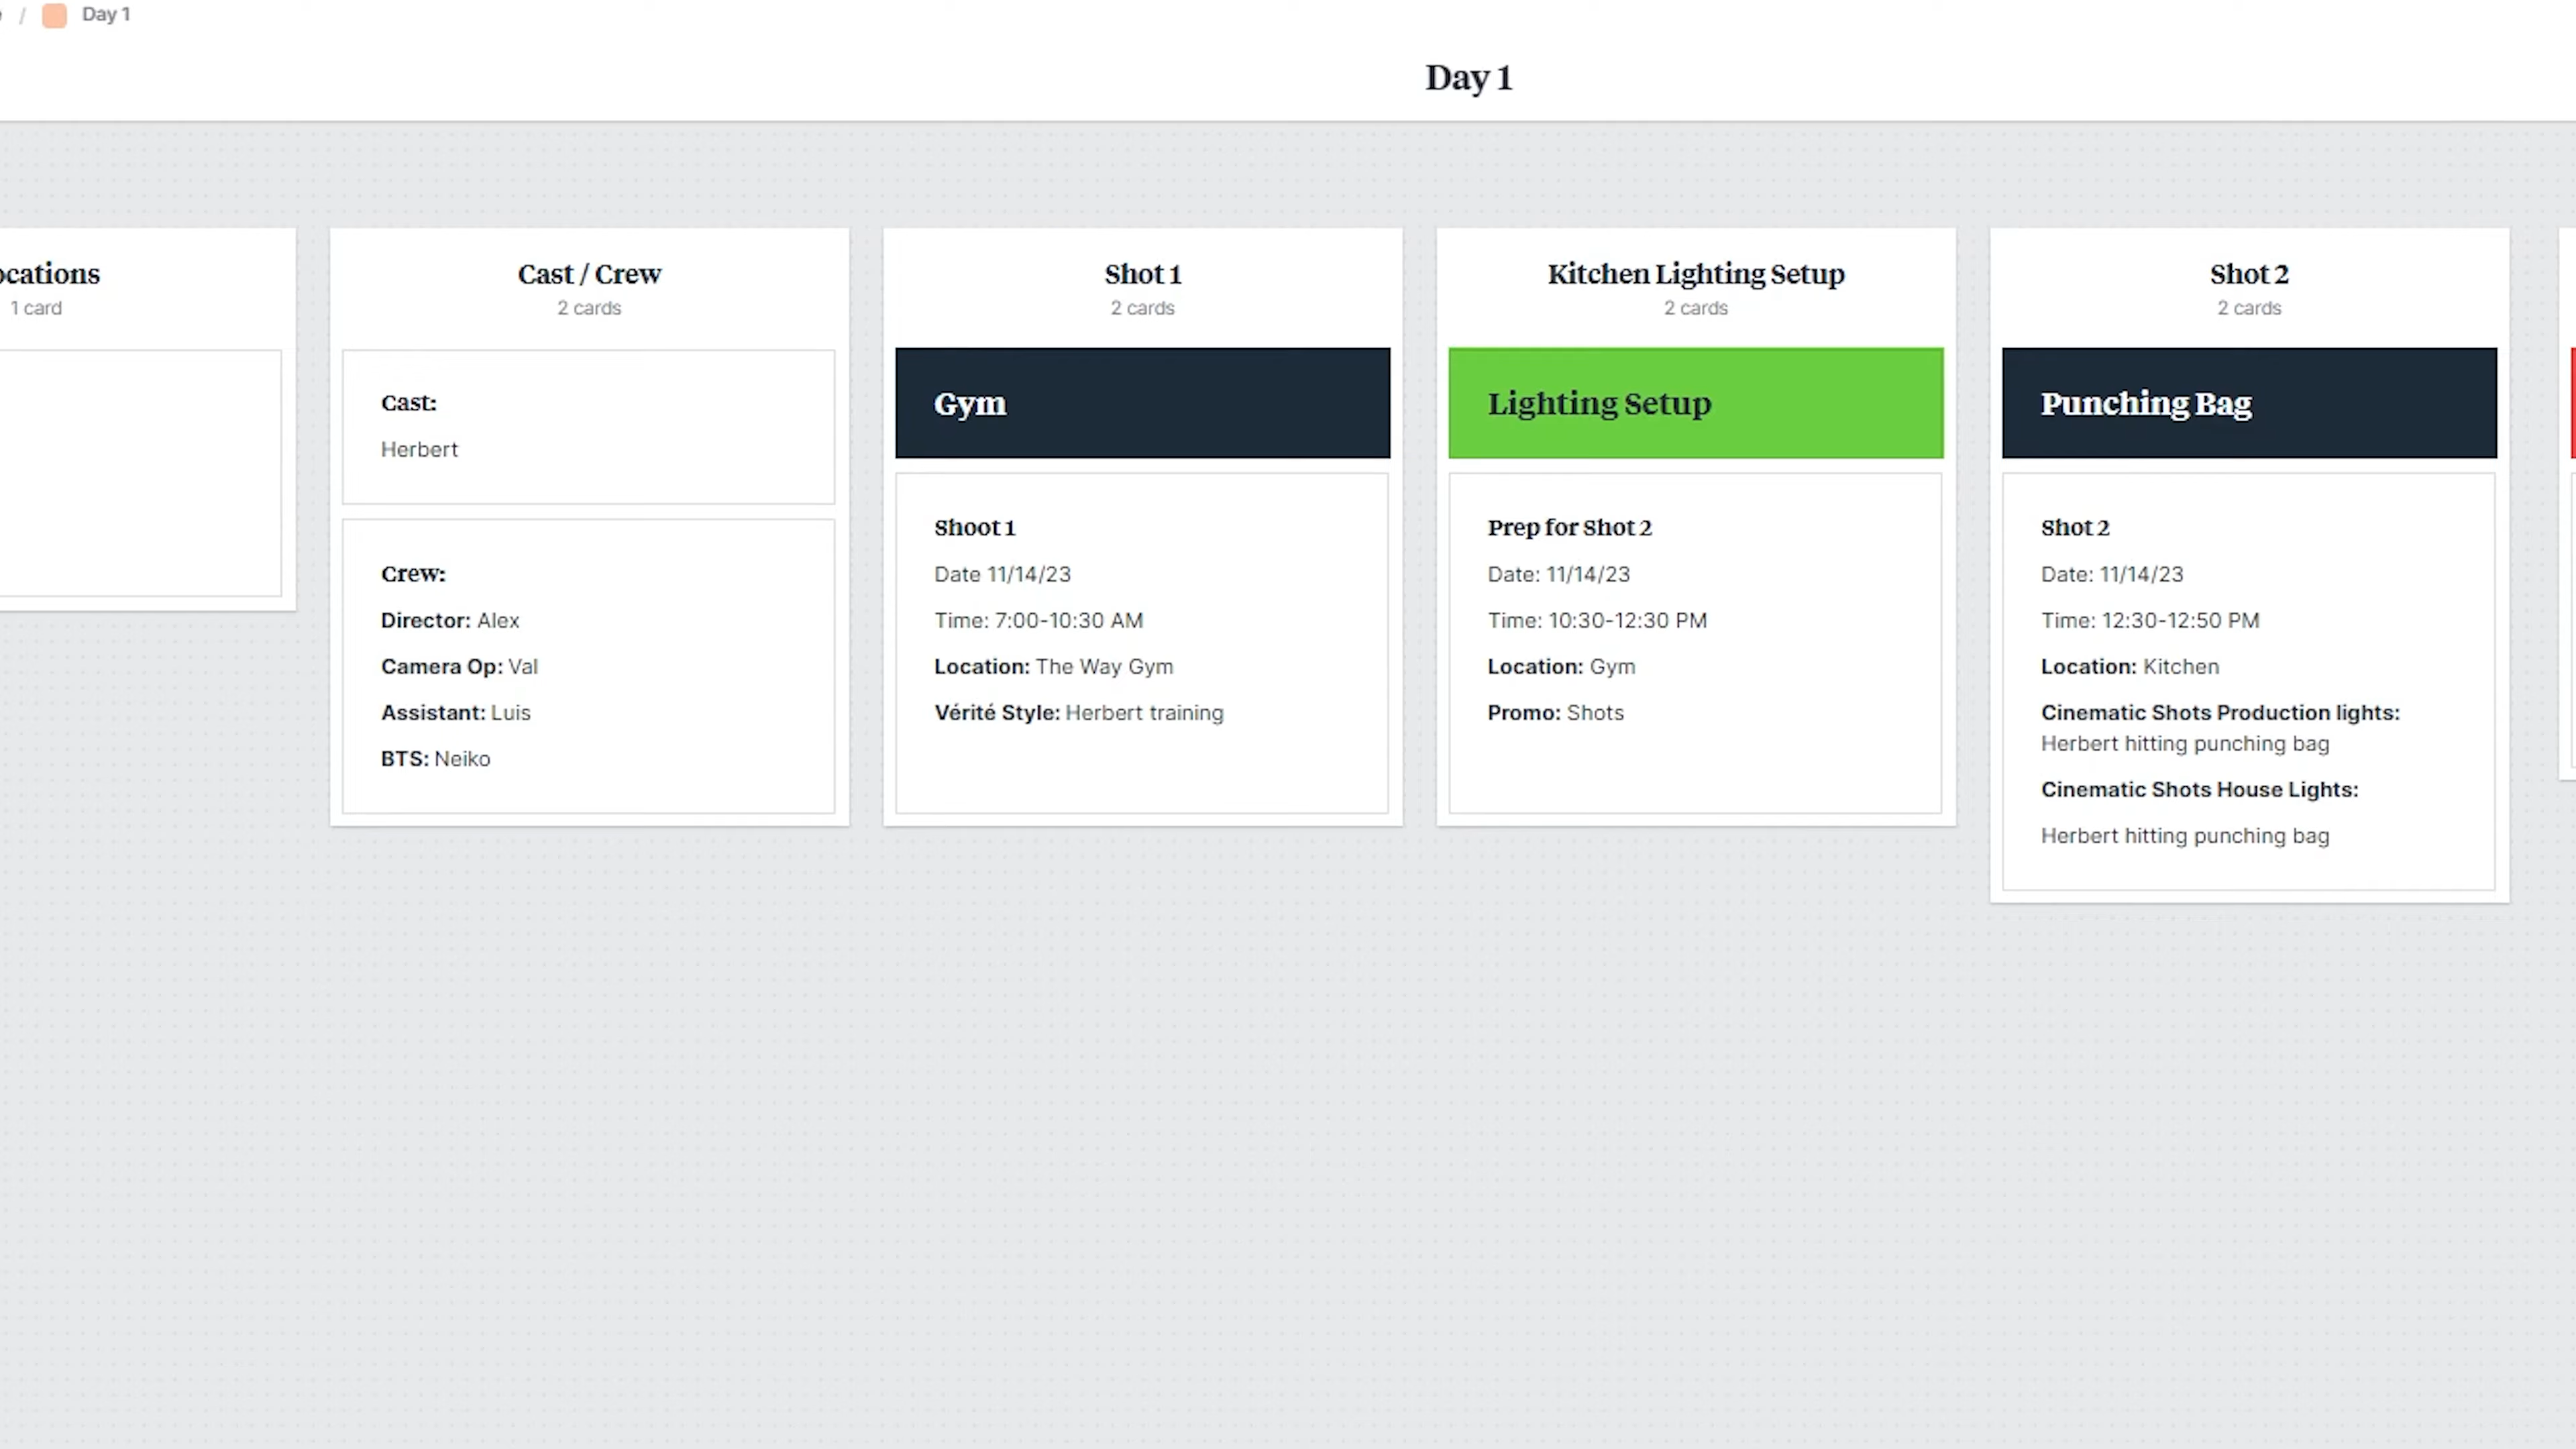 / Day 1
Day 1
ocations
1 card
Cast / Crew
2 cards
Cast:
Herbert
Crew:
Director: Alex
Camera Op: Val
Assistant: Luis
BTS: Neiko
Shot 1
2 cards
Gym
Shoot 1
Date 11/14/23
Time: 7:00-10:30 AM
Location: The Way Gym
Vérité Style: Herbert training
Kitchen Lighting Setup
2 cards
Lighting Setup
Prep for Shot 2
Date: 11/14/23
Time: 10:30-12:30 PM
Location: Gym
Promo: Shots
Shot 2
2 cards
Punching Bag
Shot 2
Date: 11/14/23
Time: 12:30-12:50 PM
Location: Kitchen
Cinematic Shots Production lights:
Herbert hitting punching bag
Cinematic Shots House Lights:
Herbert hitting punching bag